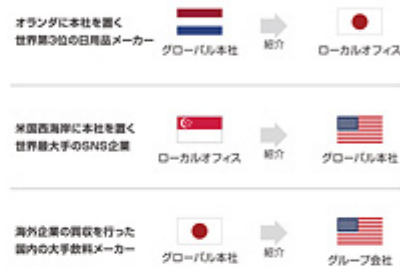 オランダに本社を置く
世界第3位の日用品メーカー
グローバル本社
紹介
ローカルオフィス
米国西海岸に本社を置く
世界最大手のSNS企業
ローカルオフィス
紹介
グローバル本社
海外企業の買収を行った
国内の大手飲料メーカー
グローバル本社
紹介
グループ会社